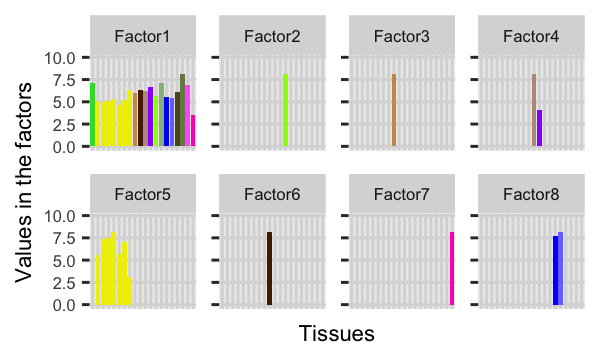 Factor1 Factor2 Factor3 Factor4
10.0
7.5
5.0
2.5
0.0
Values in the factors
Factor5 Factor6 Factor7 Factor8
10.0
7.5
5.0
2.5
0.0
Tissues